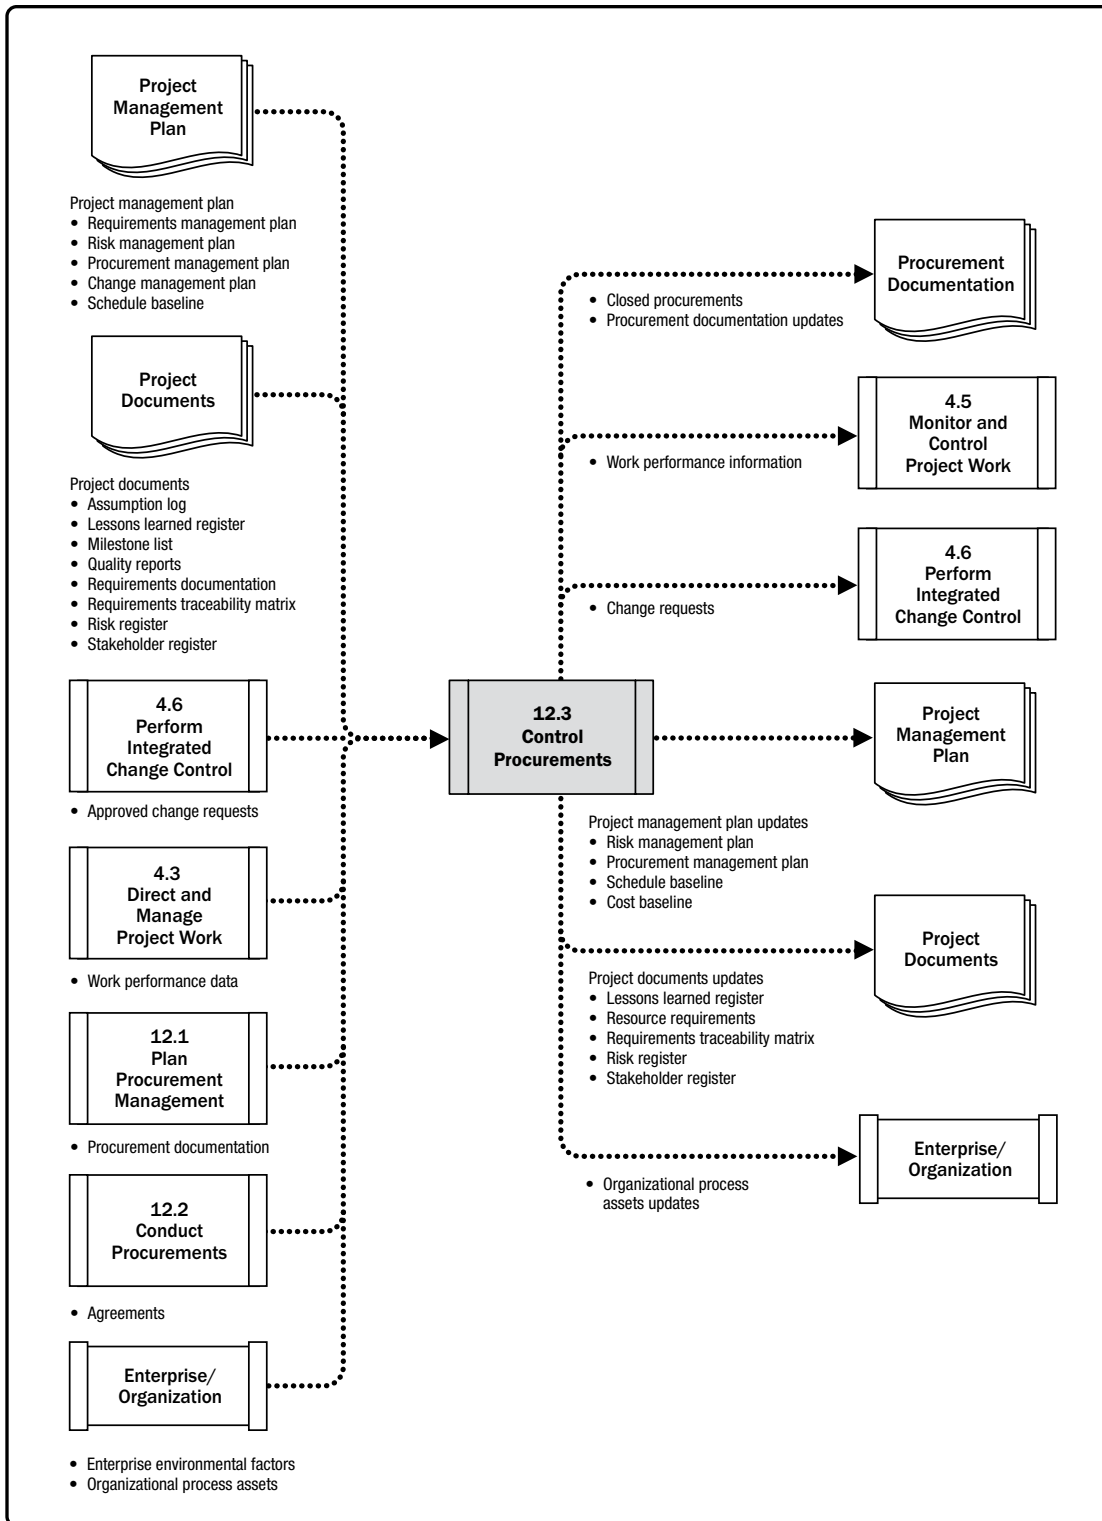 Project
Management
Plan
Project management plan
• Requirements management plan
• Risk management plan
• Procurement management plan
• Change management plan
• Schedule baseline
Project
Documents
Project documents
• Assumption log
• Lessons learned register
• Milestone list
• Quality reports
• Requirements documentation
• Requirements traceability matrix
• Risk register
• Stakeholder register
4.6
Perform
Integrated
Change Control
• Approved change requests
4.3
Direct and
Manage
Project Work
• Work performance data
12.1
Plan
Procurement
Management
• Procurement documentation
12.2
Conduct
Procurements
• Agreements
Enterprise/
Organization
• Enterprise environmental factors
• Organizational process assets
12.3
Control
Procurements
Procurement
Documentation
• Closed procurements
• Procurement documentation updates
4.5
Monitor and
Control
Project Work
• Work performance information
4.6
Perform
Integrated
Change Control
• Change requests
Project
Management
Plan
Project management plan updates
• Risk management plan
• Procurement management plan
• Schedule baseline
• Cost baseline
Project
Documents
Project documents updates
• Lessons learned register
• Resource requirements
• Requirements traceability matrix
• Risk register
• Stakeholder register
Enterprise/
Organization
• Organizational process
assets updates